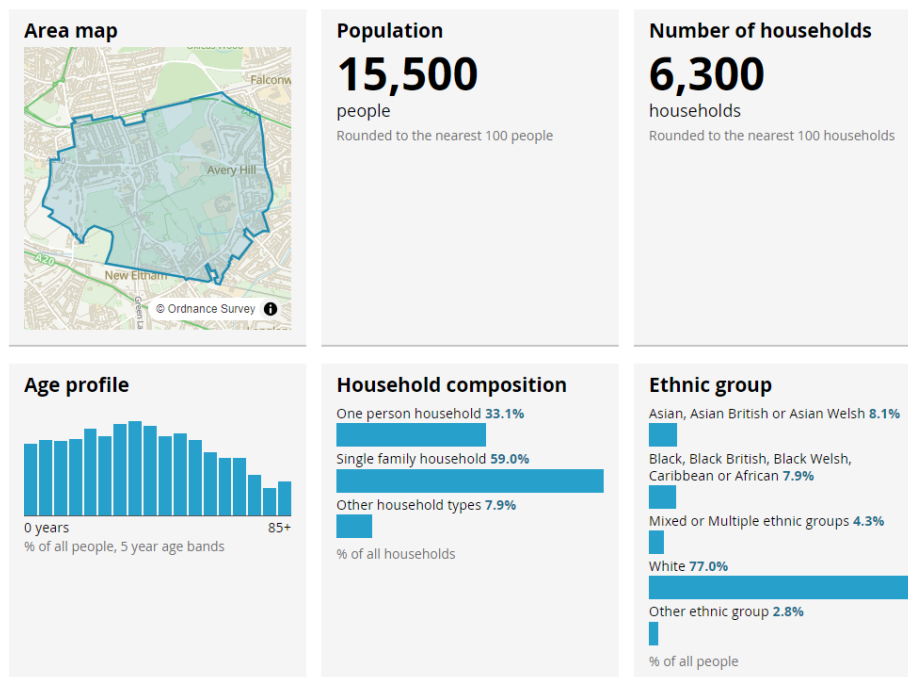 Area map
Falconw
Avery Hill
A20
New Eltham
Green La
© Ordnance Survey
Population
15,500
people
Rounded to the nearest 100 people
Number of households
6,300
households
Rounded to the nearest 100 households
Age profile
0 years 85+
% of all people, 5 year age bands
Household composition
One person household 33.1%
Single family household 59.0%
Other household types 7.9%
% of all households
Ethnic group
Asian, Asian British or Asian Welsh 8.1%
Black, Black British, Black Welsh,
Caribbean or African 7.9%
Mixed or Multiple ethnic groups 4.3%
White 77.0%
Other ethnic group 2.8%
% of all people